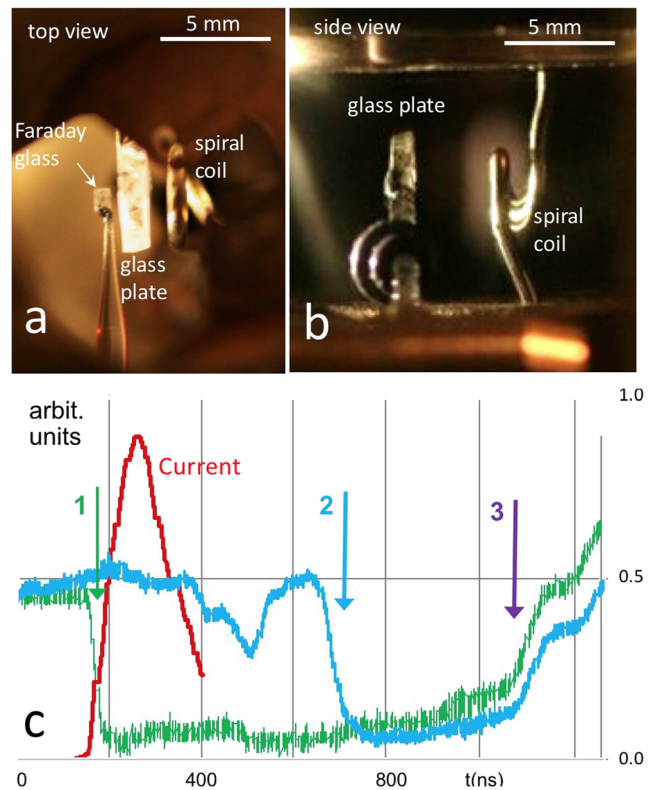 top view
5 mm
Faraday
glass
spiral
coil
glass
plate
a
side view
5 mm
glass plate
spiral
coil
b
arbit.
units
1.0
Current
1
2
3
0.5
c
0.0
0
400
800
t(ns)